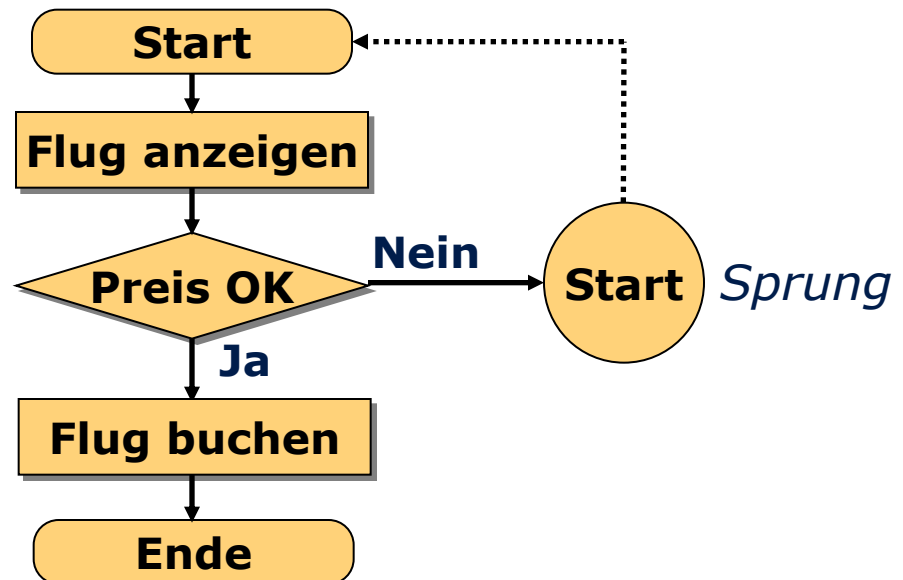 Start
Flug anzeigen
Nein
Preis OK
Start
Sprung
Ja
Flug buchen
Ende